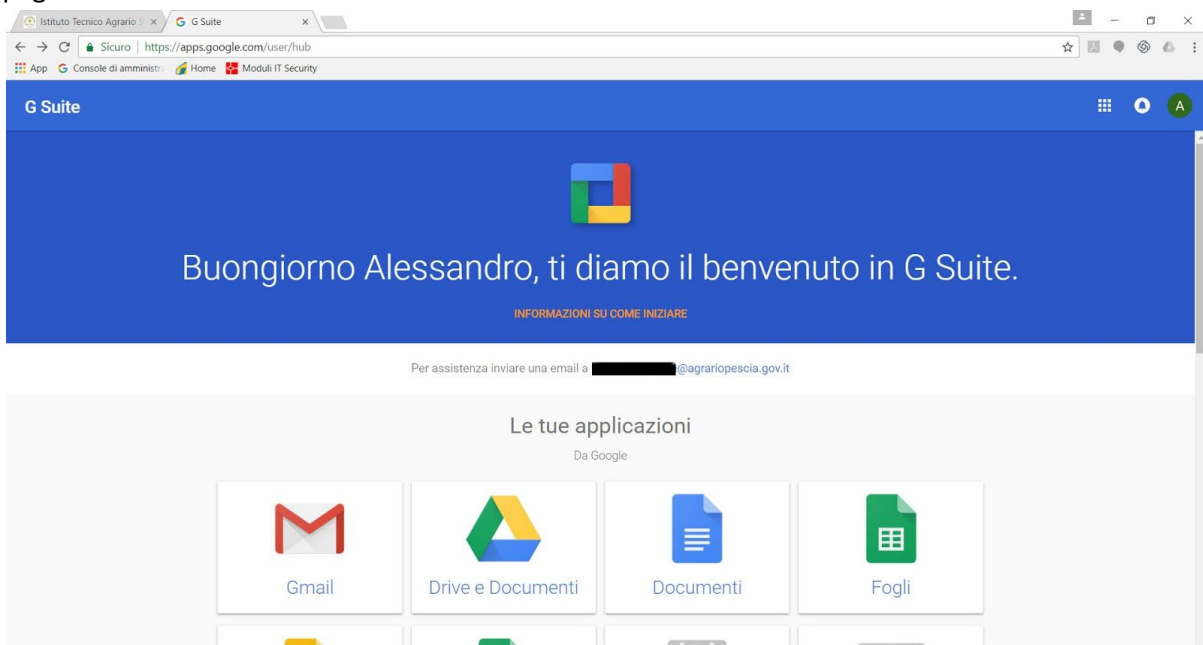 Istituto Tecnico Agrario S
G Suite
Sicuro | https://apps.google.com/user/hub
App
Console di amministr
Home
Moduli IT Security
G Suite
A
Buongiorno Alessandro, ti diamo il benvenuto in G Suite.
INFORMAZIONI SU COME INIZIARE
Per assistenza inviare una email a @agrariopescia.gov.it
Le tue applicazioni
Da Google
Gmail
Drive e Documenti
Documenti
Fogli